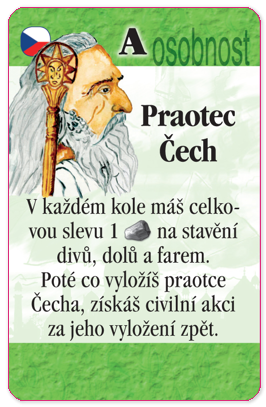 A osobnost
Praotec
Čech
V každém kole máš celko-
vou slevu 1 na stavění
divů, dolů a farem.
Poté co vyložíš praotce
Čecha, získáš civilní akci
za jeho vyložení zpět.